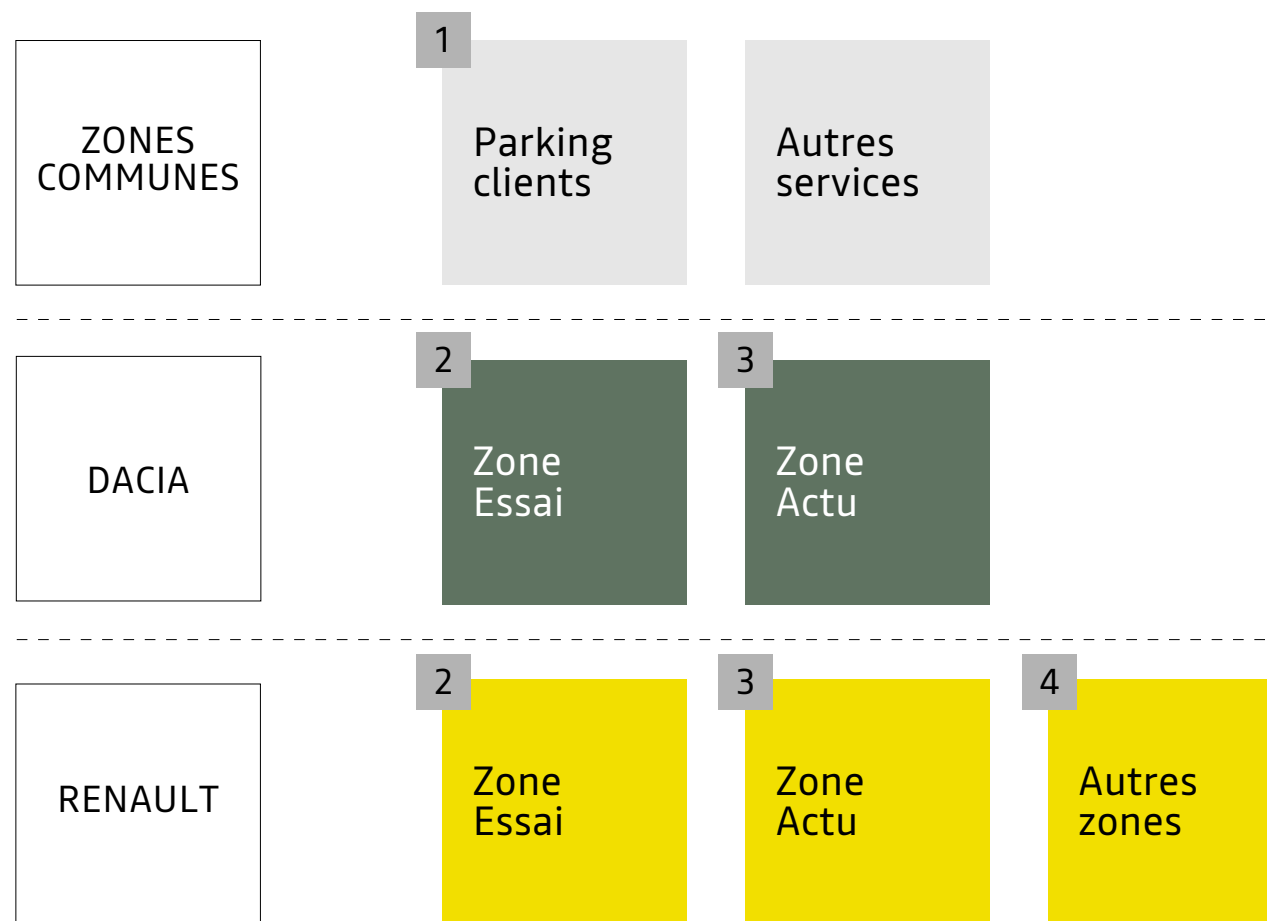 ZONES
COMMUNES
1
Parking
clients
Autres
services
DACIA
2
Zone
Essai
3
Zone
Actu
RENAULT
2
Zone
Essai
3
Zone
Actu
4
Autres
zones